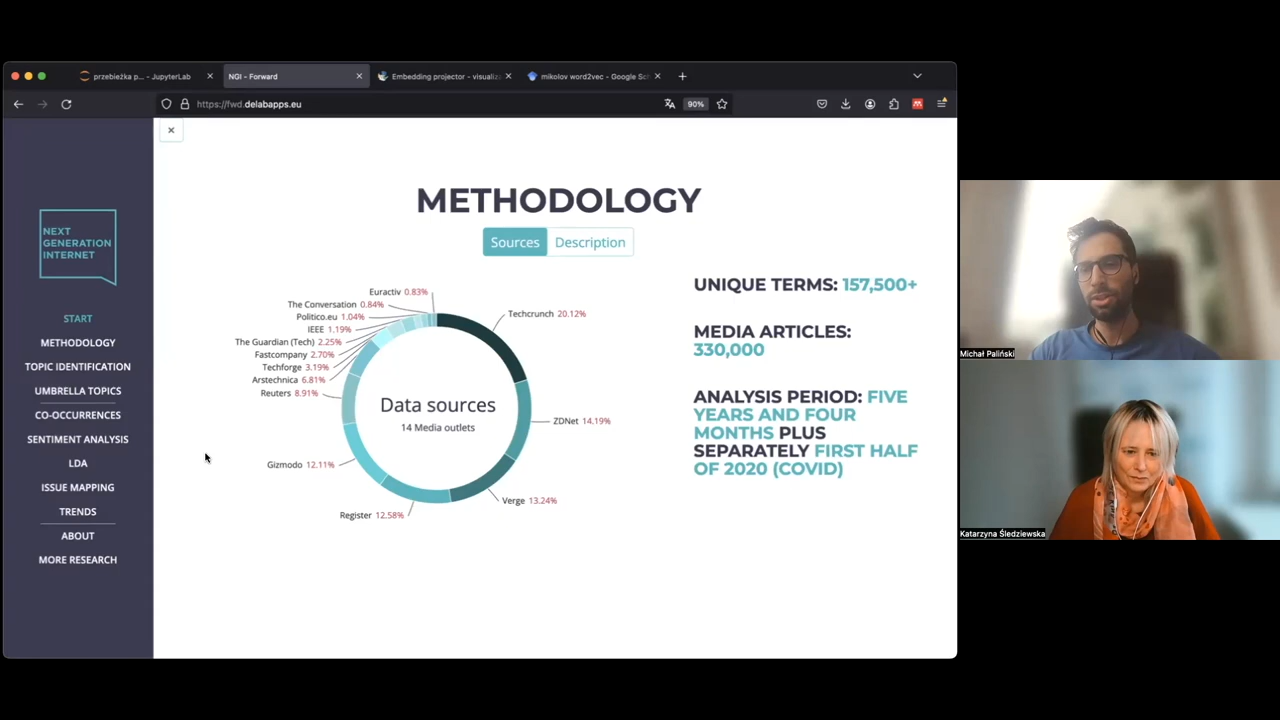 przebieżka p... - JupyterLab
NGI - Forward
Embedding projector - visualiz
mikolov word2vec - Google Sch
https://fwd.delabapps.eu
90%
NEXT
GENERATION
INTERNET
START
METHODOLOGY
TOPIC IDENTIFICATION
UMBRELLA TOPICS
CO-OCCURRENCES
SENTIMENT ANALYSIS
LDA
ISSUE MAPPING
TRENDS
ABOUT
MORE RESEARCH
METHODOLOGY
Sources
Description
Euractiv 0.83%
The Conversation 0.84%
Politico.eu 1.04%
IEEE 1.19%
The Guardian (Tech) 2.25%
Fastcompany 2.70%
Techforge 3.19%
Arstechnica 6.81%
Reuters 8.91%
Gizmodo 12.11%
Register 12.58%
Techcrunch 20.12%
ZDNet 14.19%
Verge 13.24%
Data sources
14 Media outlets
UNIQUE TERMS: 157,500+
MEDIA ARTICLES:
330,000
ANALYSIS PERIOD: FIVE
YEARS AND FOUR
MONTHS PLUS
SEPARATELY FIRST HALF
OF 2020 (COVID)
Michał Paliński
Katarzyna Śledziewska